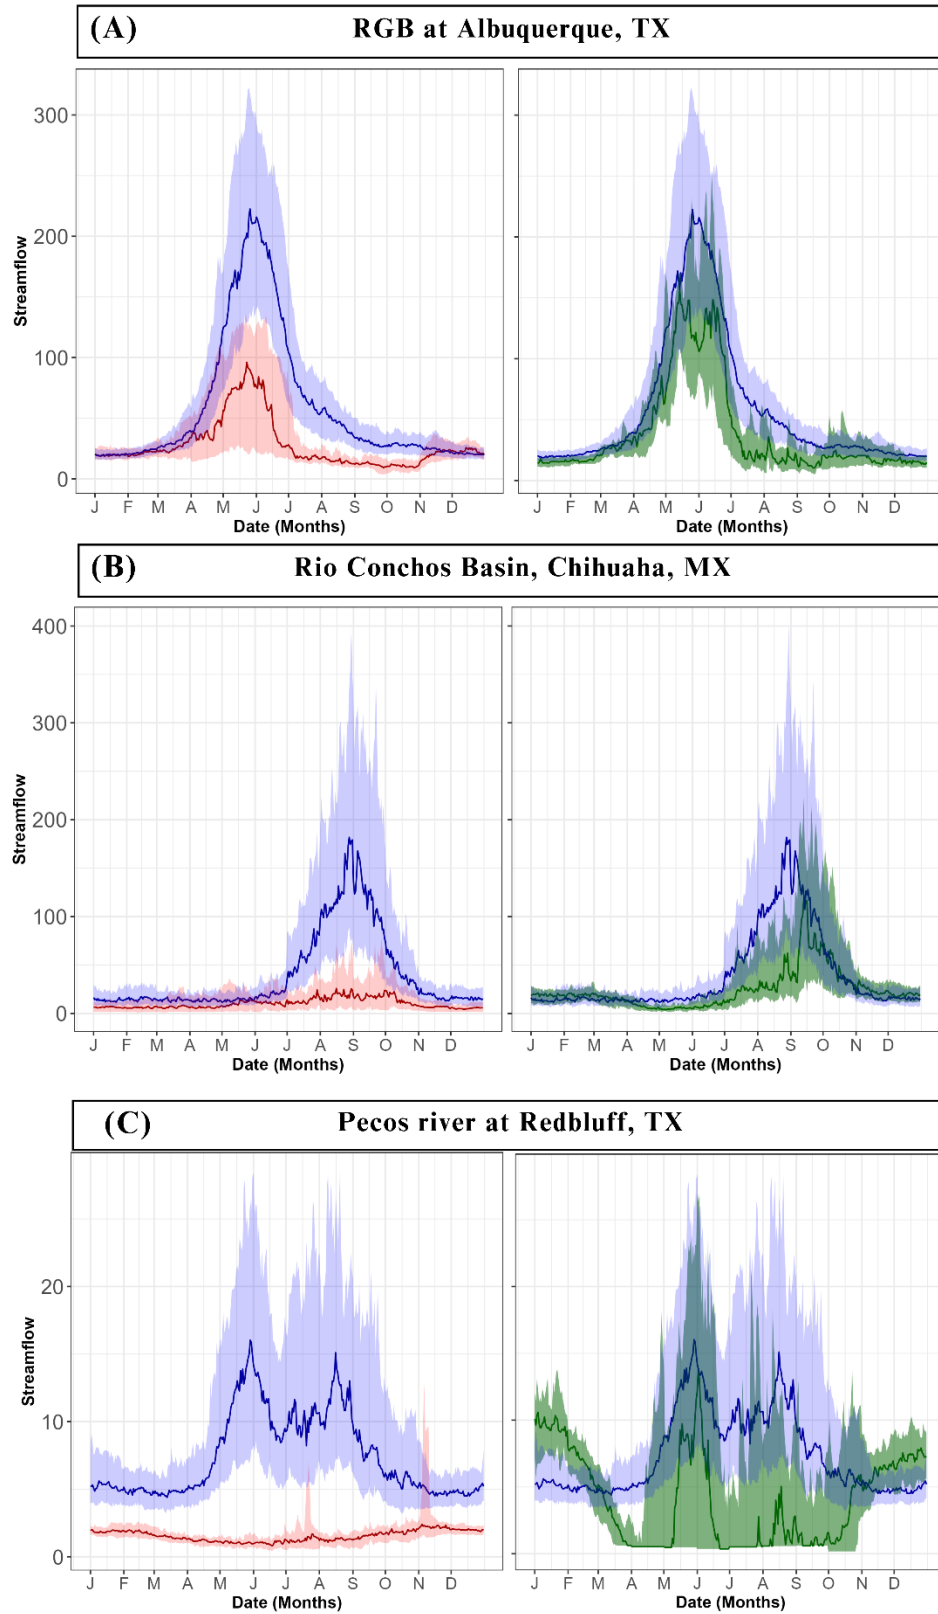 (A) RGB at Albuquerque, TX
300
200
100
0
Streamflow
J F M A M J J A S O N D
Date (Months)
J F M A M J J A S O N D
Date (Months)
(B) Rio Conchos Basin, Chihuaha, MX
400
300
200
100
0
Streamflow
J F M A M J J A S O N D
Date (Months)
J F M A M J J A S O N D
Date (Months)
(C) Pecos river at Redbluff, TX
20
10
0
Streamflow
J F M A M J J A S O N D
Date (Months)
J F M A M J J A S O N D
Date (Months)